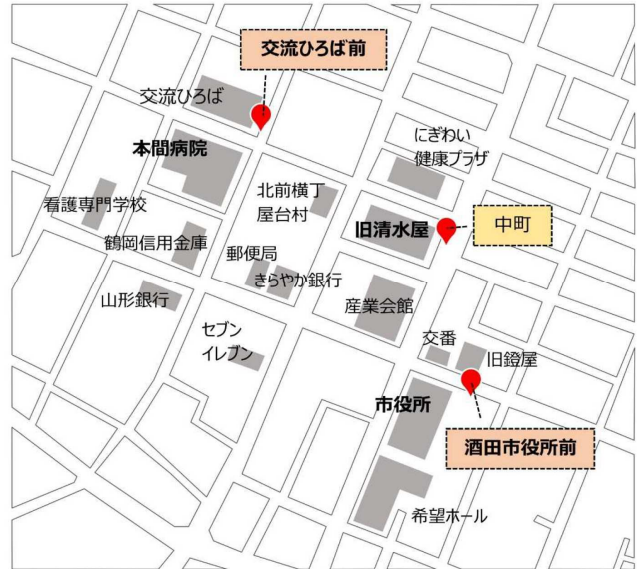 交流ひろば前
交流ひろば
本間病院
にぎわい
健康プラザ
看護専門学校
北前横丁
屋台村
旧清水屋
中町
鶴岡信用金庫
郵便局
きらやか銀行
山形銀行
産業会館
セブン
イレブン
交番
旧鐙屋
市役所
酒田市役所前
希望ホール